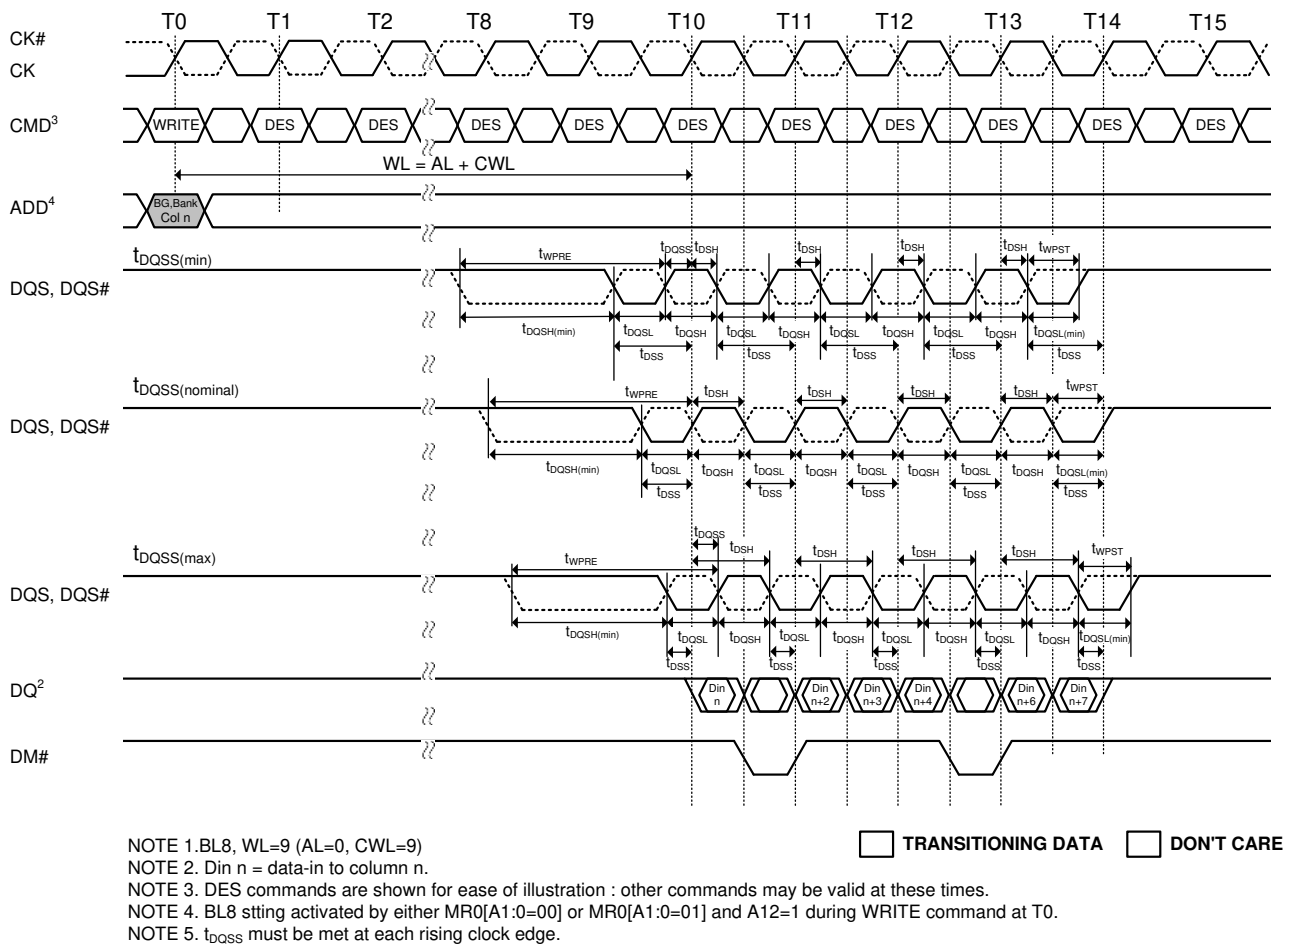 T0 T1 T2 T8 T9 T10 T11 T12 T13 T14 T15
CK#
CK
CMD3 WRITE DES DES DES DES DES DES DES DES DES DES
WL = AL + CWL
ADD4 BG,Bank
Col n
tDQSS(min) tWPRE tDQSS tDSH tDSH tDSH tDSH tWPST
DQS, DQS#
tDQSH(min) tDQSL tDQSH tDQSL tDQSH tDQSL tDQSH tDQSL tDQSH tDQSL(min)
tDSS tDSS tDSS tDSS tDSS
tDQSS(nominal) tWPRE tDSH tDSH tDSH tDSH tWPST
DQS, DQS#
tDQSH(min) tDQSL tDQSH tDQSL tDQSH tDQSL tDQSH tDQSL tDQSH tDQSL(min)
tDSS tDSS tDSS tDSS tDSS
tDQSS
tDQSS(max) tWPRE tDSH tDSH tDSH tDSH tWPST
DQS, DQS#
tDQSH(min) tDQSL tDQSH tDQSL tDQSH tDQSL tDQSH tDQSL tDQSH tDQSL(min)
tDSS tDSS tDSS tDSS tDSS
DQ2 Din Din Din Din Din Din
n n+2 n+3 n+4 n+6 n+7
DM#
TRANSITIONING DATA DON'T CARE
NOTE 1.BL8, WL=9 (AL=0, CWL=9)
NOTE 2. Din n = data-in to column n.
NOTE 3. DES commands are shown for ease of illustration : other commands may be valid at these times.
NOTE 4. BL8 stting activated by either MR0[A1:0=00] or MR0[A1:0=01] and A12=1 during WRITE command at T0.
NOTE 5. tDQSS must be met at each rising clock edge.